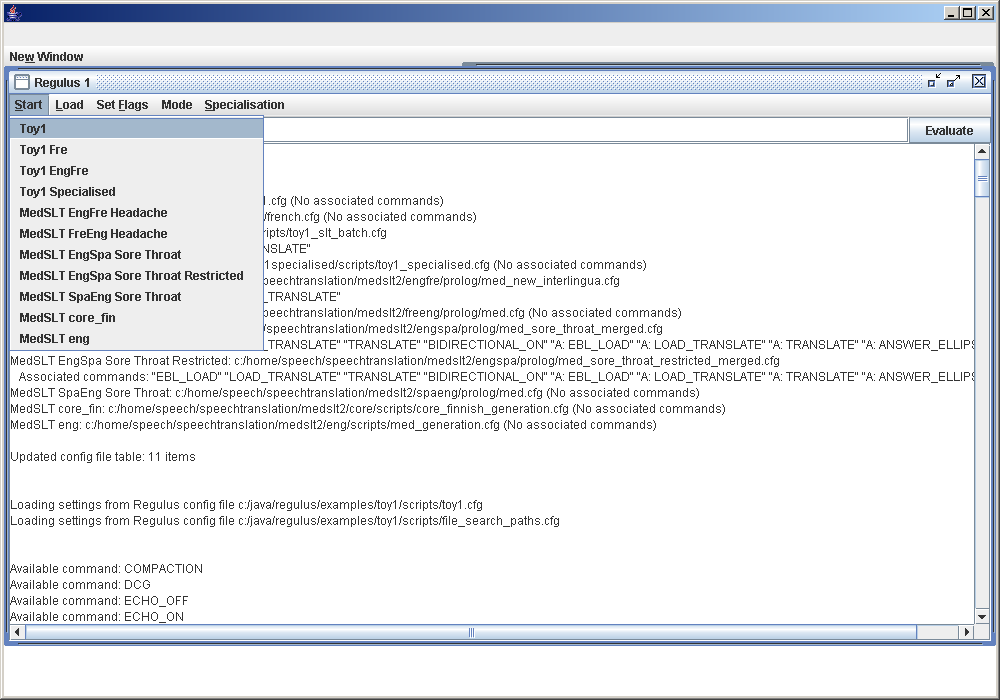 New Window
Regulus 1
Start Load Set Flags Mode Specialisation
Toy1
Evaluate
Toy1 Fre
Toy1 EngFre
Toy1 Specialised
MedSLT EngFre Headache
MedSLT FreEng Headache
MedSLT EngSpa Sore Throat
MedSLT EngSpa Sore Throat Restricted
MedSLT SpaEng Sore Throat
MedSLT core_fin
MedSLT eng
.cfg (No associated commands)
/french.cfg (No associated commands)
ripts/toy1_slt_batch.cfg
NSLATE"
1specialised/scripts/toy1_specialised.cfg (No associated commands)
peechtranslation/medslt2/engfre/prolog/med_new_interlingua.cfg
_TRANSLATE"
peechtranslation/medslt2/freeng/prolog/med.cfg (No associated commands)
/speechtranslation/medslt2/engspa/prolog/med_sore_throat_merged.cfg
_TRANSLATE" "TRANSLATE" "BIDIRECTIONAL_ON" "A: EBL_LOAD" "A: LOAD_TRANSLATE" "A: TRANSLATE" "A: ANSWER_ELLIPS
MedSLT EngSpa Sore Throat Restricted: c:/home/speech/speechtranslation/medslt2/engspa/prolog/med_sore_throat_restricted_merged.cfg
Associated commands: "EBL_LOAD" "LOAD_TRANSLATE" "TRANSLATE" "BIDIRECTIONAL_ON" "A: EBL_LOAD" "A: LOAD_TRANSLATE" "A: TRANSLATE" "A: ANSWER_ELLIPS
MedSLT SpaEng Sore Throat: c:/home/speech/speechtranslation/medslt2/spaeng/prolog/med.cfg (No associated commands)
MedSLT core_fin: c:/home/speech/speechtranslation/medslt2/core/scripts/core_finnish_generation.cfg (No associated commands)
MedSLT eng: c:/home/speech/speechtranslation/medslt2/eng/scripts/med_generation.cfg (No associated commands)
Updated config file table: 11 items
Loading settings from Regulus config file c:/java/regulus/examples/toy1/scripts/toy1.cfg
Loading settings from Regulus config file c:/java/regulus/examples/toy1/scripts/file_search_paths.cfg
Available command: COMPACTION
Available command: DCG
Available command: ECHO_OFF
Available command: ECHO_ON